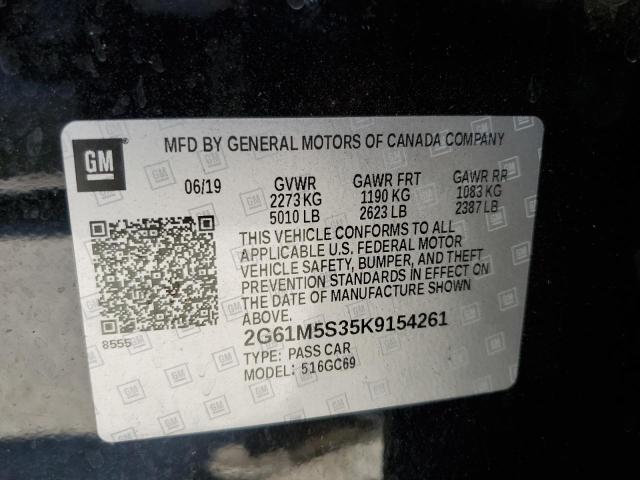 MFD BY GENERAL MOTORS OF CANADA COMPANY
GM
06/19 GVWR GAWR FRT GAWR RR
2273 KG 1190 KG 1083 KG
5010 LB 2623 LB 2387 LB
THIS VEHICLE CONFORMS TO ALL
APPLICABLE U.S. FEDERAL MOTOR
VEHICLE SAFETY, BUMPER, AND THEFT
PREVENTION STANDARDS IN EFFECT ON
THE DATE OF MANUFACTURE SHOWN
ABOVE.
8555
2G61M5S35K9154261
TYPE: PASS CAR
MODEL: 516GC69